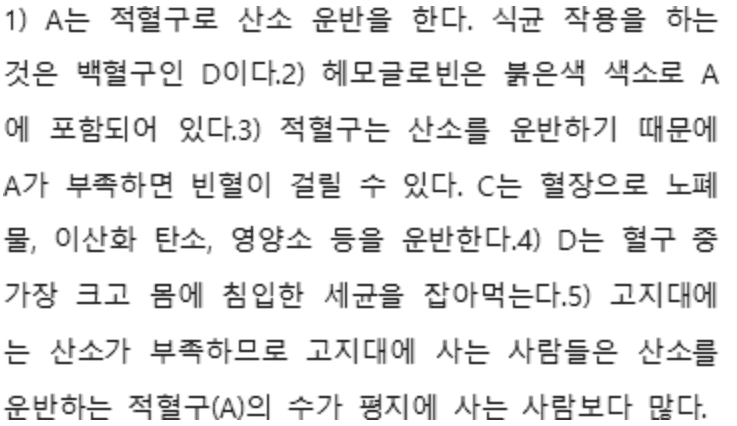 1) A는 적혈구로 산소 운반을 한다. 식균 작용을 하는
것은 백혈구인 D이다.2) 헤모글로빈은 붉은색 색소로 A
에 포함되어 있다.3) 적혈구는 산소를 운반하기 때문에
A가 부족하면 빈혈이 걸릴 수 있다. C는 혈장으로 노폐
물, 이산화 탄소, 영양소 등을 운반한다.4) D는 혈구 중
가장 크고 몸에 침입한 세균을 잡아먹는다.5) 고지대에
는 산소가 부족하므로 고지대에 사는 사람들은 산소를
운반하는 적혈구(A)의 수가 평지에 사는 사람보다 많다.